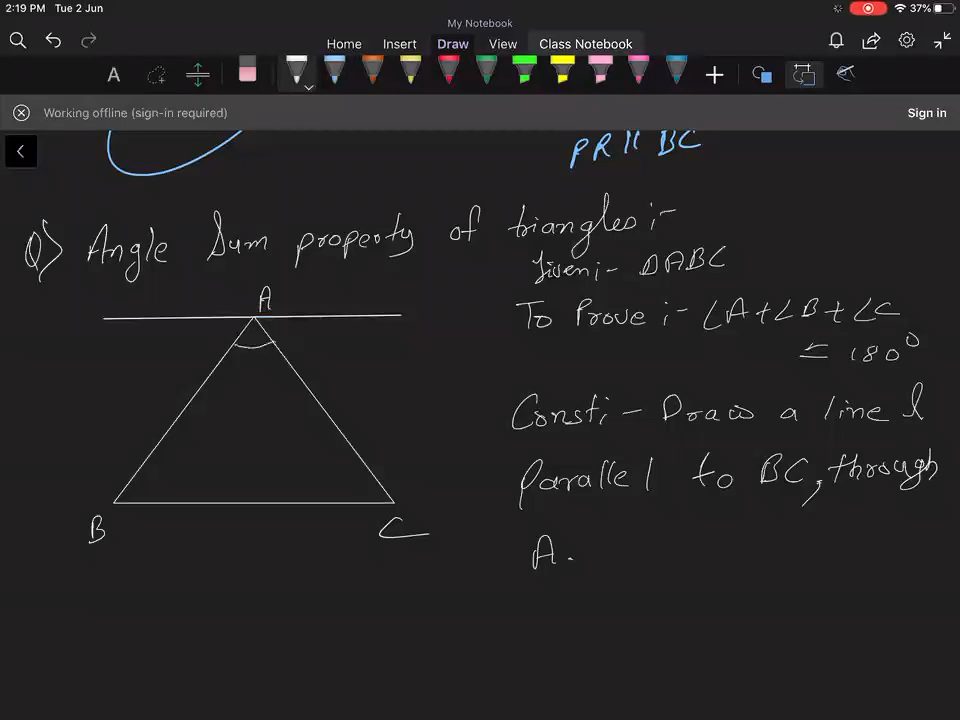 2:19 PM Tue 2 Jun
37%
My Notebook
Home Insert Draw View Class Notebook
A
Working offline (sign-in required)
Sign in
PR || BC
Q) Angle Sum property of triangles :-
Given :- ΔABC
A
To Prove :- ∠A + ∠B + ∠C
= 180°
Const :- Draw a line l
parallel to BC, through
B
C
A.